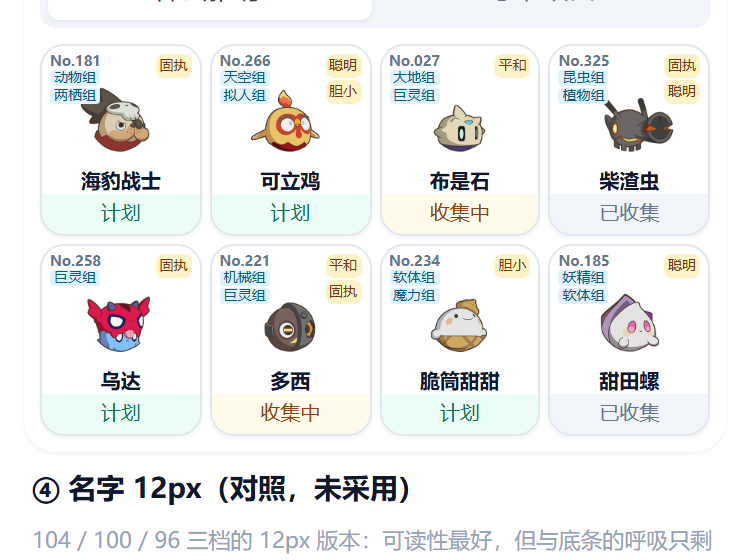 No.181
动物组
两栖组
固执
海豹战士
计划
No.266
天空组
拟人组
聪明
胆小
可立鸡
计划
No.027
大地组
巨灵组
平和
布是石
收集中
No.325
昆虫组
植物组
固执
聪明
柴渣虫
已收集
No.258
巨灵组
固执
乌达
计划
No.221
机械组
巨灵组
平和
固执
多西
收集中
No.234
软体组
魔力组
胆小
脆筒甜甜
计划
No.185
妖精组
软体组
聪明
甜田螺
已收集
④ 名字 12px（对照，未采用）
104 / 100 / 96 三档的 12px 版本：可读性最好，但与底条的呼吸只剩